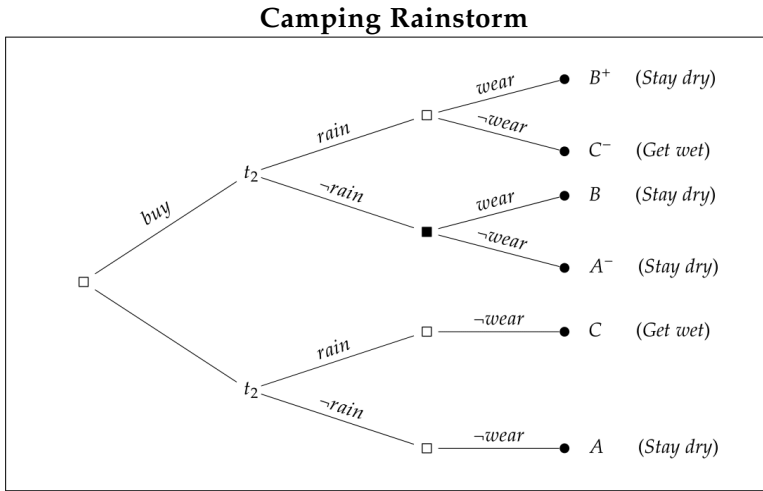 Camping Rainstorm
wear
B⁺ (Stay dry)
rain
¬wear
C⁻ (Get wet)
t₂
buy
¬rain
wear
B (Stay dry)
¬wear
A⁻ (Stay dry)
rain
¬wear
C (Get wet)
t₂
¬rain
¬wear
A (Stay dry)